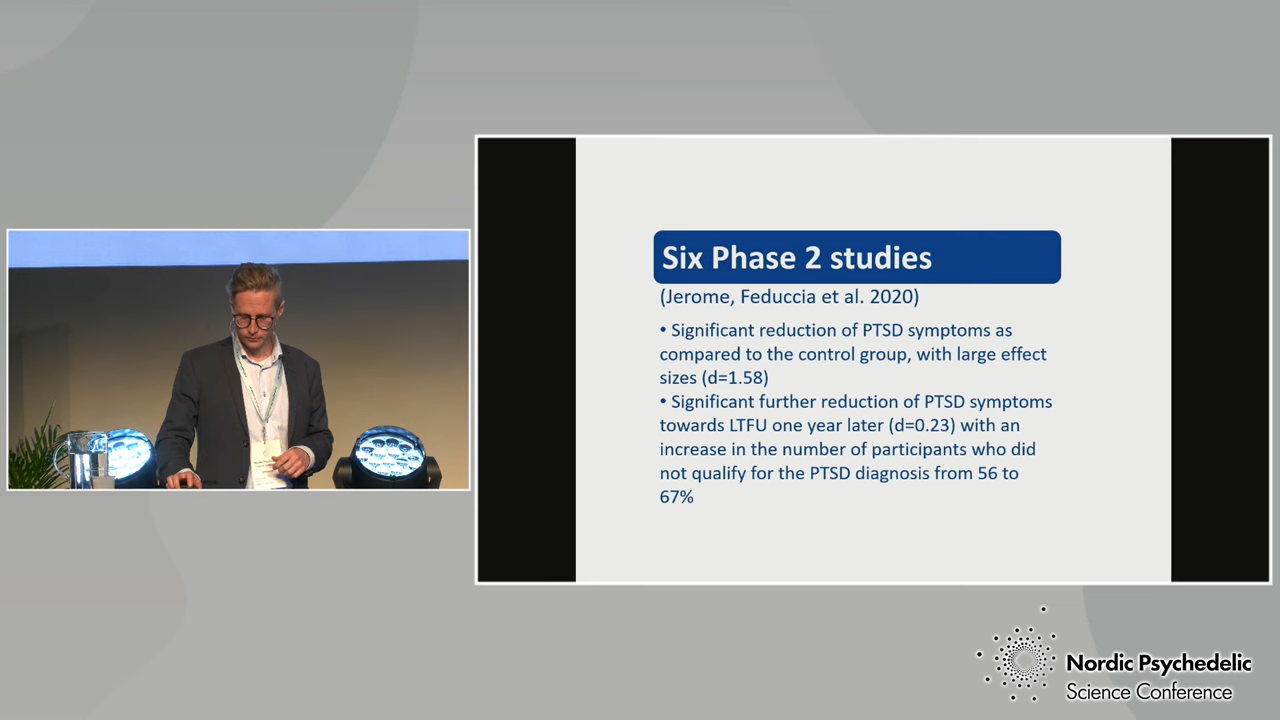 Six Phase 2 studies
(Jerome, Feduccia et al. 2020)
• Significant reduction of PTSD symptoms as
compared to the control group, with large effect
sizes (d=1.58)
• Significant further reduction of PTSD symptoms
towards LTFU one year later (d=0.23) with an
increase in the number of participants who did
not qualify for the PTSD diagnosis from 56 to
67%
Nordic Psychedelic
Science Conference